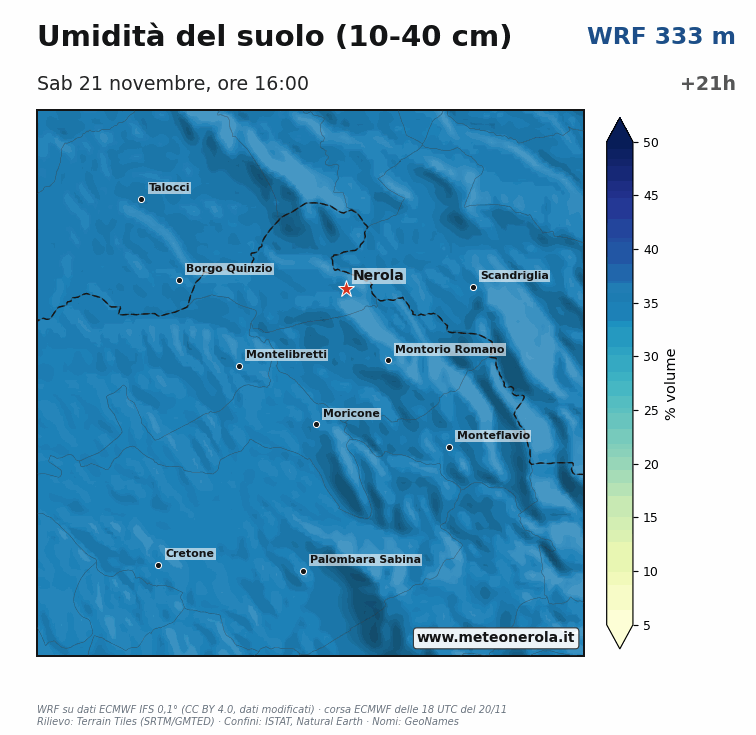 Umidità del suolo (10-40 cm)
WRF 333 m
Sab 21 novembre, ore 16:00
+21h
Talocci
Borgo Quinzio
Nerola
Scandriglia
Montelibretti
Montorio Romano
Moricone
Monteflavio
Cretone
Palombara Sabina
www.meteonerola.it
50
45
40
35
30
25
20
15
10
5
% volume
WRF su dati ECMWF IFS 0,1° (CC BY 4.0, dati modificati) · corsa ECMWF delle 18 UTC del 20/11
Rilievo: Terrain Tiles (SRTM/GMTED) · Confini: ISTAT, Natural Earth · Nomi: GeoNames